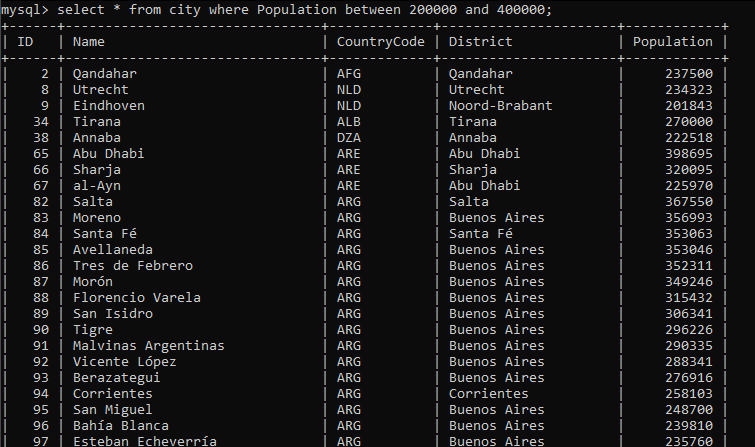 mysql> select * from city where Population between 200000 and 400000;
+------+--------------------------------+-------------+---------------------+------------+
| ID | Name | CountryCode | District | Population |
+------+--------------------------------+-------------+---------------------+------------+
| 2 | Qandahar | AFG | Qandahar | 237500 |
| 8 | Utrecht | NLD | Utrecht | 234323 |
| 9 | Eindhoven | NLD | Noord-Brabant | 201843 |
| 34 | Tirana | ALB | Tirana | 270000 |
| 38 | Annaba | DZA | Annaba | 222518 |
| 65 | Abu Dhabi | ARE | Abu Dhabi | 398695 |
| 66 | Sharja | ARE | Sharja | 320095 |
| 67 | al-Ayn | ARE | Abu Dhabi | 225970 |
| 82 | Salta | ARG | Salta | 367550 |
| 83 | Moreno | ARG | Buenos Aires | 356993 |
| 84 | Santa Fé | ARG | Santa Fé | 353063 |
| 85 | Avellaneda | ARG | Buenos Aires | 353046 |
| 86 | Tres de Febrero | ARG | Buenos Aires | 352311 |
| 87 | Morón | ARG | Buenos Aires | 349246 |
| 88 | Florencio Varela | ARG | Buenos Aires | 315432 |
| 89 | San Isidro | ARG | Buenos Aires | 306341 |
| 90 | Tigre | ARG | Buenos Aires | 296226 |
| 91 | Malvinas Argentinas | ARG | Buenos Aires | 290335 |
| 92 | Vicente López | ARG | Buenos Aires | 288341 |
| 93 | Berazategui | ARG | Buenos Aires | 276916 |
| 94 | Corrientes | ARG | Corrientes | 258103 |
| 95 | San Miguel | ARG | Buenos Aires | 248700 |
| 96 | Bahía Blanca | ARG | Buenos Aires | 239810 |
| 97 | Esteban Echeverría | ARG | Buenos Aires | 235760 |